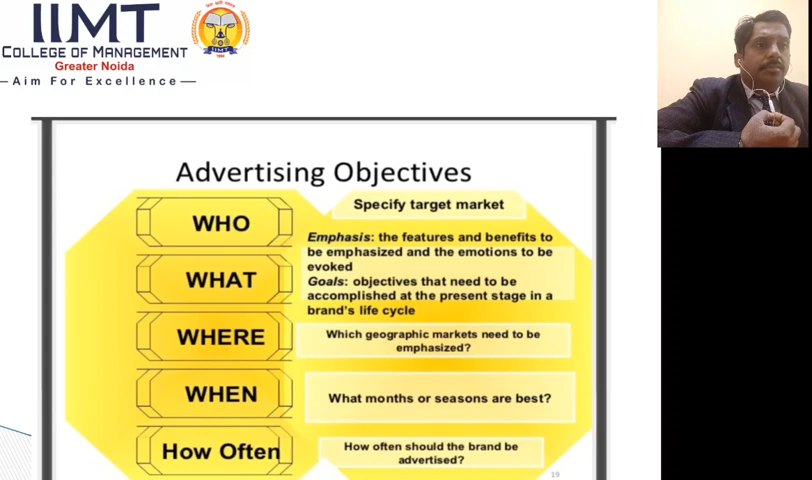 IIMT
COLLEGE OF MANAGEMENT
Greater Noida
Aim For Excellence
IIMT
Advertising Objectives
WHO
Specify target market
WHAT
Emphasis: the features and benefits to
be emphasized and the emotions to be
evoked
Goals: objectives that need to be
accomplished at the present stage in a
brand's life cycle
WHERE
Which geographic markets need to be
emphasized?
WHEN
What months or seasons are best?
How Often
How often should the brand be
advertised?
19